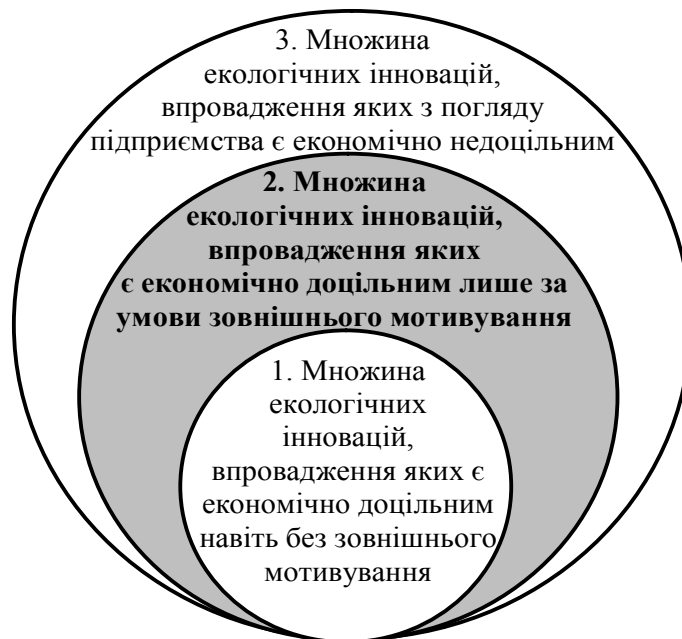 3. Множина
екологічних інновацій,
впровадження яких з погляду
підприємства є економічно недоцільним
2. Множина
екологічних інновацій,
впровадження яких
є економічно доцільним лише за
умови зовнішнього мотивування
1. Множина
екологічних
інновацій,
впровадження яких є
економічно доцільним
навіть без зовнішнього
мотивування